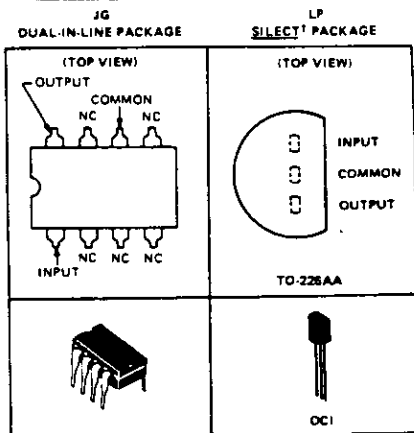 JG
DUAL-IN-LINE PACKAGE
(TOP VIEW)
OUTPUT
NC
COMMON
NC
INPUT
NC
NC
NC
LP
SILECT† PACKAGE
(TOP VIEW)
INPUT
COMMON
OUTPUT
TO-226AA
OCI